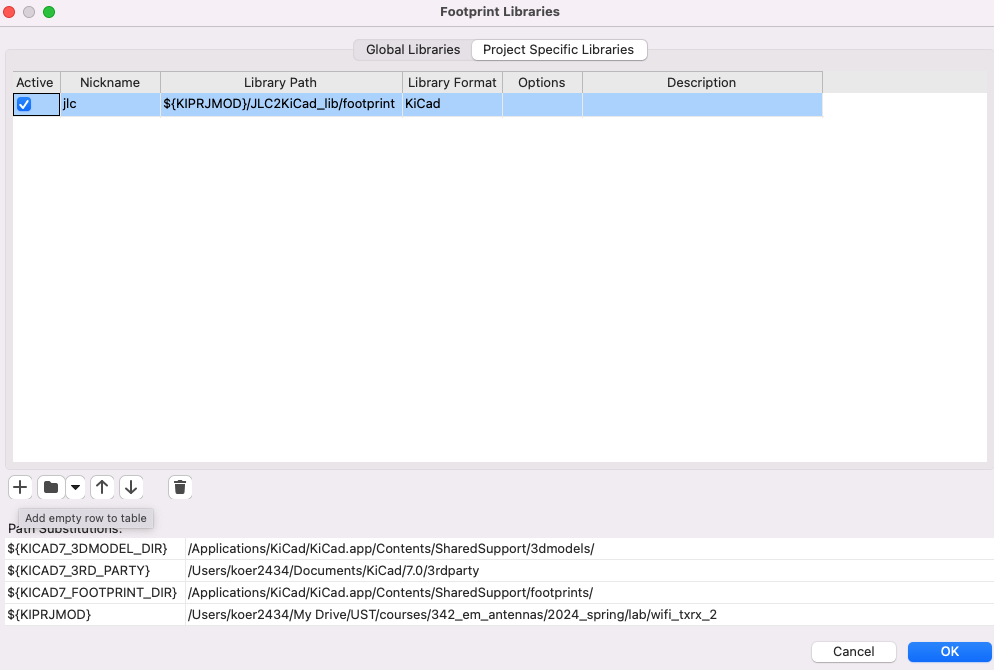 Footprint Libraries
Global Libraries Project Specific Libraries
Active Nickname Library Path Library Format Options Description
jlc ${KIPRJMOD}/JLC2KiCad_lib/footprint KiCad
Add empty row to table
Path Substitutions:
${KICAD7_3DMODEL_DIR} /Applications/KiCad/KiCad.app/Contents/SharedSupport/3dmodels/
${KICAD7_3RD_PARTY} /Users/koer2434/Documents/KiCad/7.0/3rdparty
${KICAD7_FOOTPRINT_DIR} /Applications/KiCad/KiCad.app/Contents/SharedSupport/footprints/
${KIPRJMOD} /Users/koer2434/My Drive/UST/courses/342_em_antennas/2024_spring/lab/wifi_txrx_2
Cancel OK